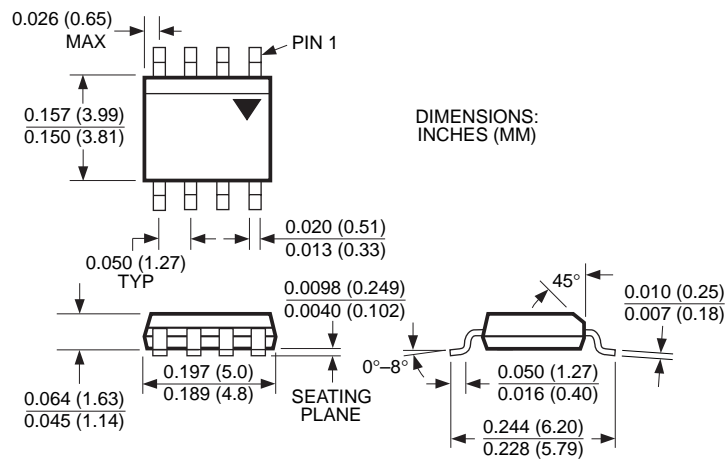 0.026 (0.65)
MAX
PIN 1
0.157 (3.99)
0.150 (3.81)
DIMENSIONS:
INCHES (MM)
0.020 (0.51)
0.013 (0.33)
0.050 (1.27)
TYP
0.0098 (0.249)
0.0040 (0.102)
45°
0.010 (0.25)
0.007 (0.18)
0°–8°
0.064 (1.63)
0.045 (1.14)
0.197 (5.0)
0.189 (4.8)
SEATING
PLANE
0.050 (1.27)
0.016 (0.40)
0.244 (6.20)
0.228 (5.79)